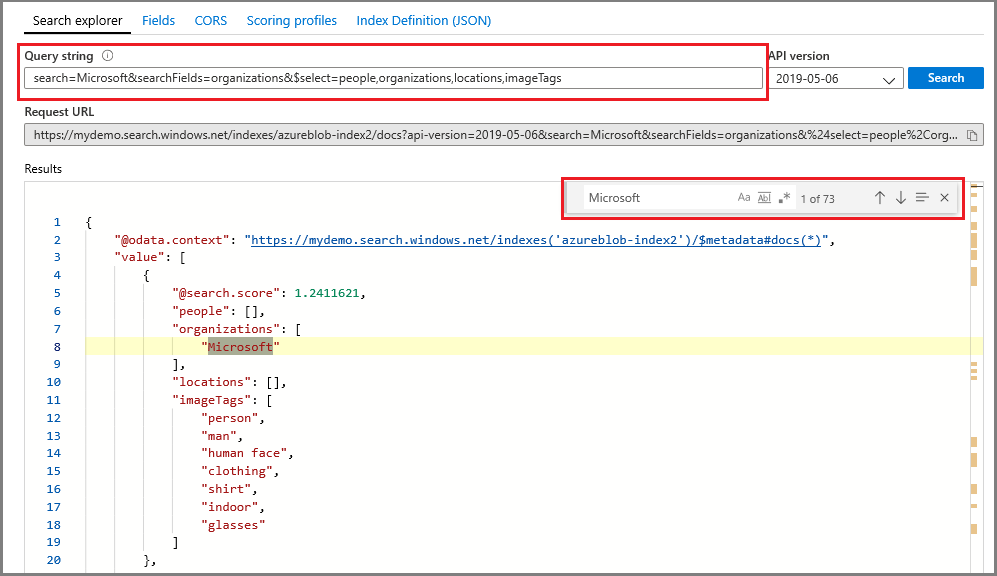 Search explorer Fields CORS Scoring profiles Index Definition (JSON)
Query string API version
search=Microsoft&searchFields=organizations&$select=people,organizations,locations,imageTags 2019-05-06 Search
Request URL
https://mydemo.search.windows.net/indexes/azureblob-index2/docs?api-version=2019-05-06&search=Microsoft&searchFields=organizations&%24select=people%2Corg...
Results
Microsoft Aa Abl .* 1 of 73
1 {
2 "@odata.context": "https://mydemo.search.windows.net/indexes('azureblob-index2')/$metadata#docs(*)",
3 "value": [
4 {
5 "@search.score": 1.2411621,
6 "people": [],
7 "organizations": [
8 "Microsoft"
9 ],
10 "locations": [],
11 "imageTags": [
12 "person",
13 "man",
14 "human face",
15 "clothing",
16 "shirt",
17 "indoor",
18 "glasses"
19 ]
20 },